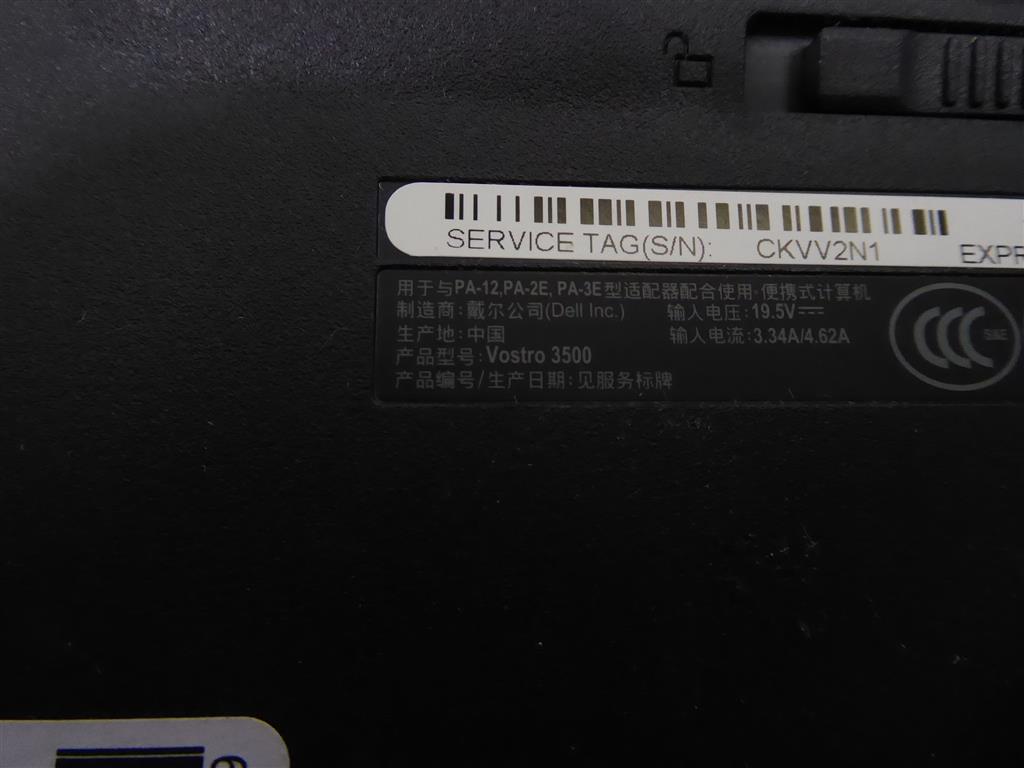 SERVICE TAG(S/N): CKVV2N1 EXPR
用于与PA-12,PA-2E, PA-3E型适配器配合使用·便携式计算机
制造商:戴尔公司(Dell Inc.) 输入电压:19.5V⎓
生产地:中国 输入电流:3.34A/4.62A
产品型号:Vostro 3500
产品编号/生产日期:见服务标牌
CCC S&E
6